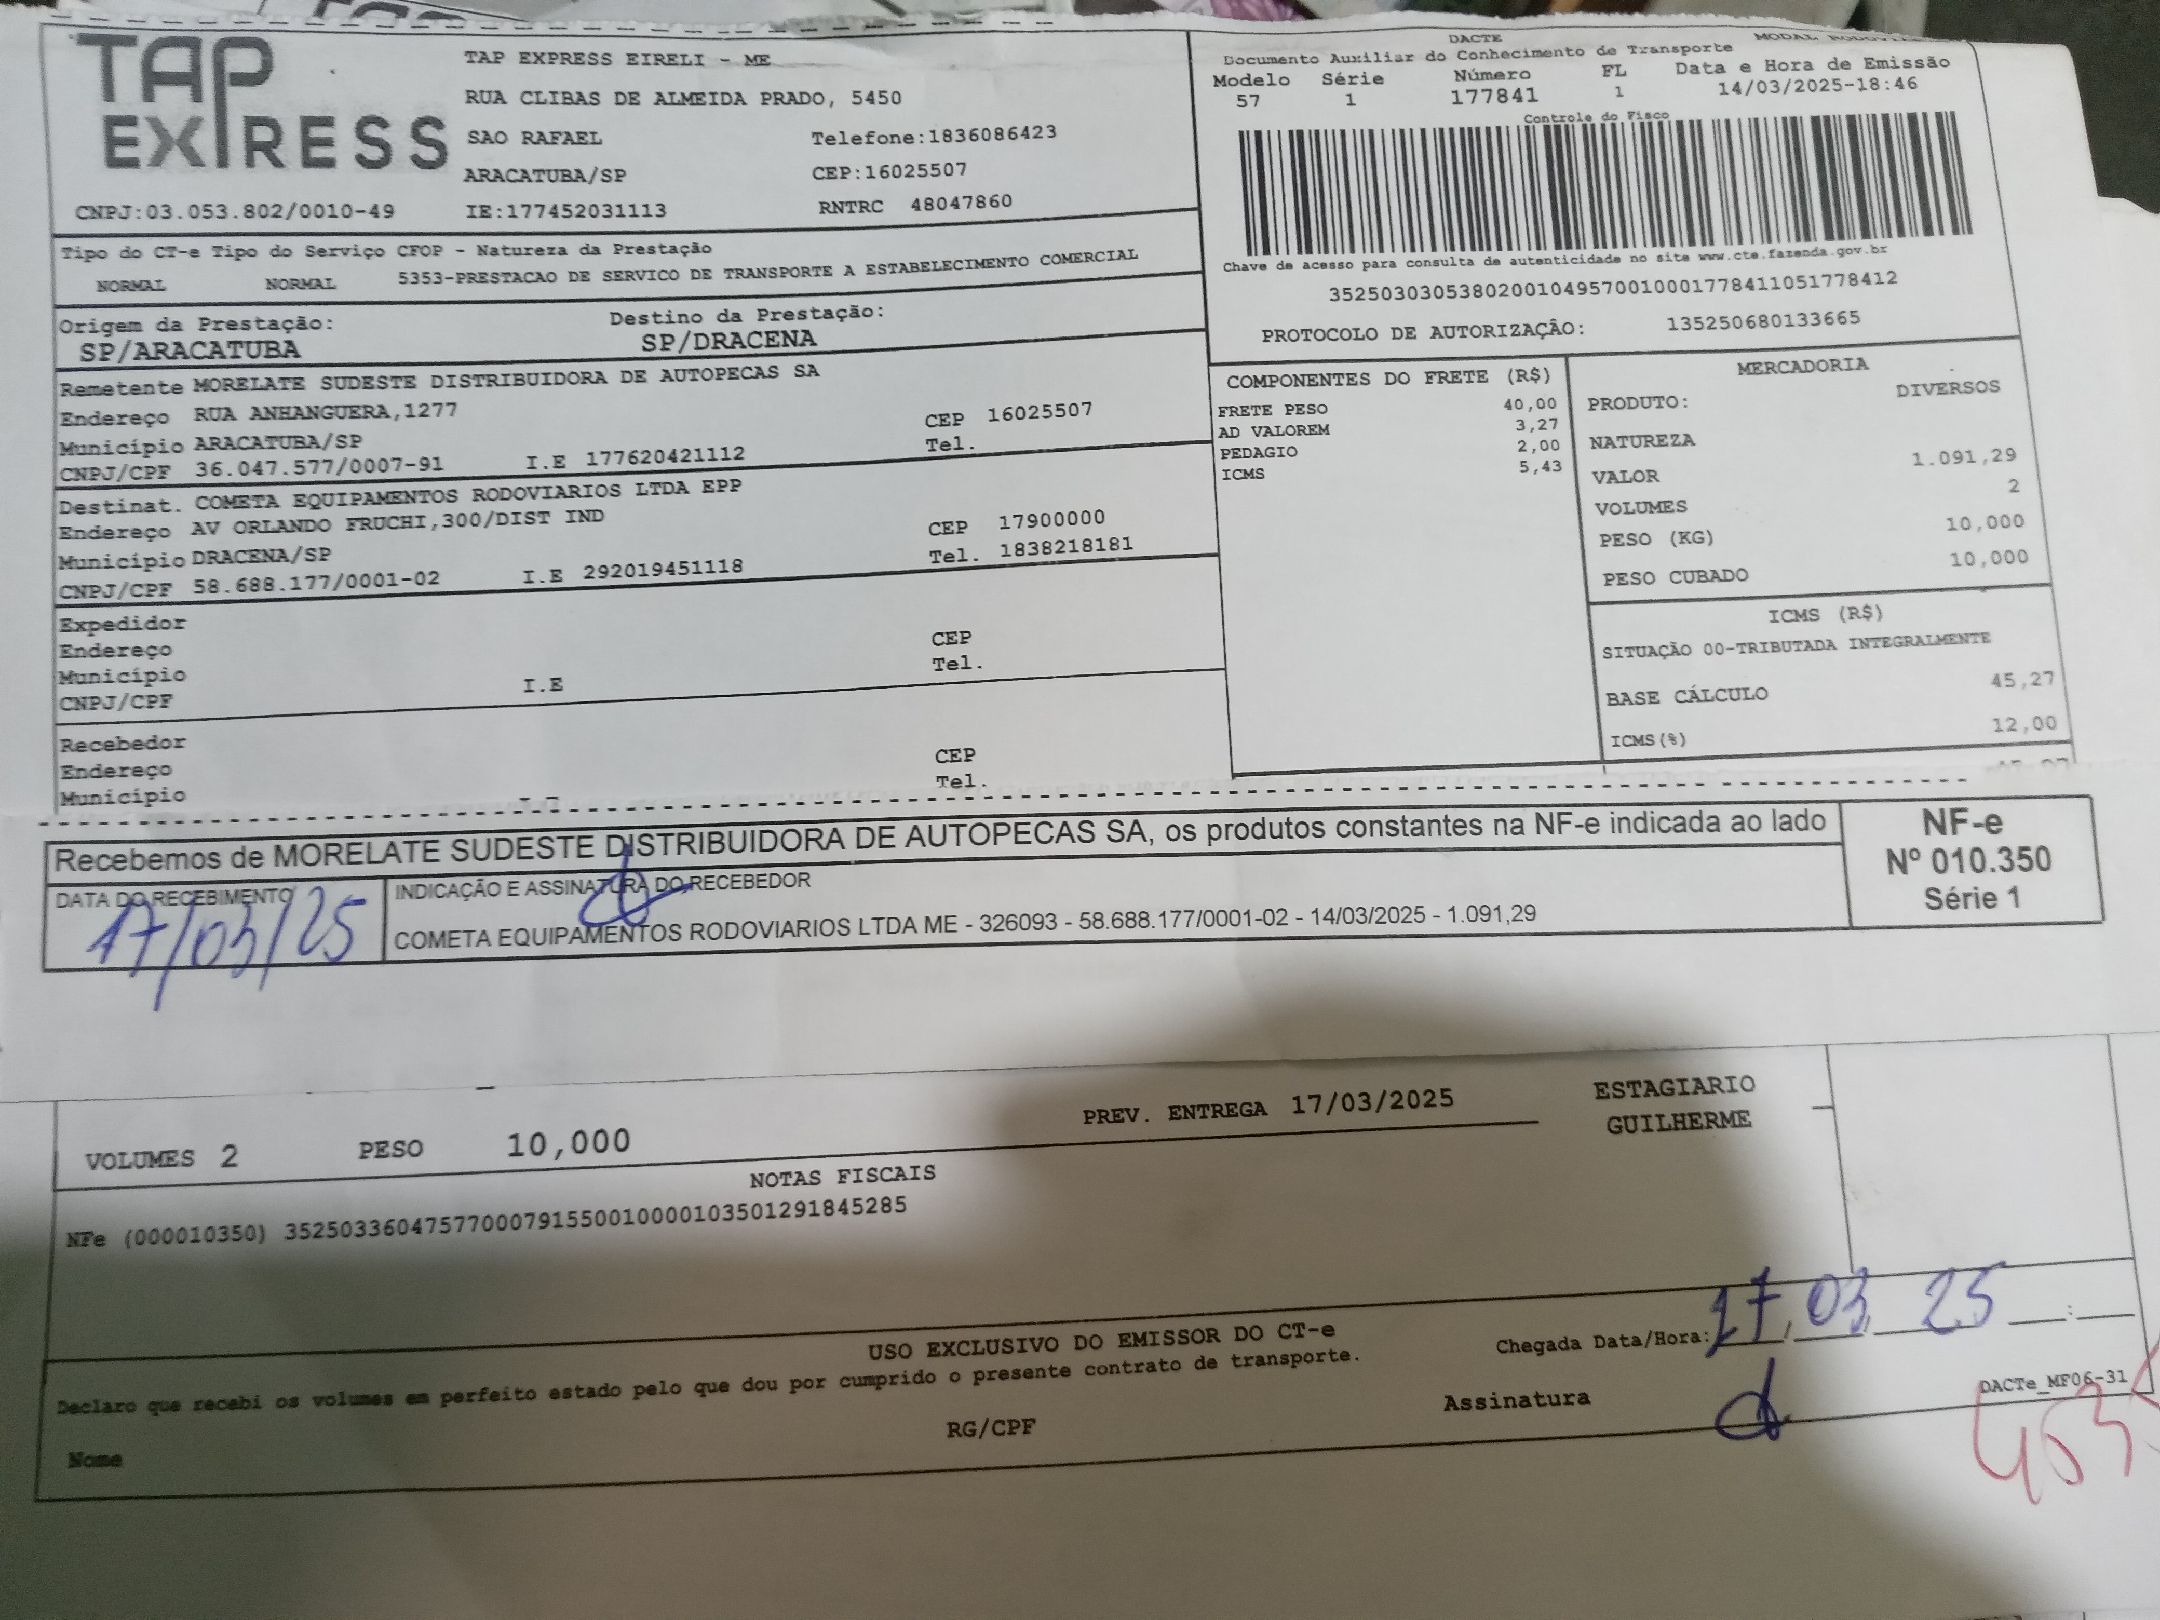 TAP
EXPRESS
TAP EXPRESS EIRELI - ME
RUA CLIBAS DE ALMEIDA PRADO, 5450
SAO RAFAEL Telefone:1836086423
ARACATUBA/SP CEP:16025507
CNPJ:03.053.802/0010-49 IE:177452031113 RNTRC 48047860
DACTE
Documento Auxiliar do Conhecimento de Transporte MODAL
Modelo Série Número FL Data e Hora de Emissão
57 1 177841 1 14/03/2025-18:46
Controle do Fisco
Chave de acesso para consulta de autenticidade no site www.cte.fazenda.gov.br
35250303053802001049570010001778411051778412
PROTOCOLO DE AUTORIZAÇÃO: 135250680133665
Tipo do CT-e Tipo do Serviço CFOP - Natureza da Prestação
NORMAL NORMAL 5353-PRESTACAO DE SERVICO DE TRANSPORTE A ESTABELECIMENTO COMERCIAL
Origem da Prestação: Destino da Prestação:
SP/ARACATUBA SP/DRACENA
Remetente MORELATE SUDESTE DISTRIBUIDORA DE AUTOPECAS SA
Endereço RUA ANHANGUERA,1277 CEP 16025507
Município ARACATUBA/SP Tel.
CNPJ/CPF 36.047.577/0007-91 I.E 177620421112
Destinat. COMETA EQUIPAMENTOS RODOVIARIOS LTDA EPP
Endereço AV ORLANDO FRUCHI,300/DIST IND CEP 17900000
Município DRACENA/SP Tel. 1838218181
CNPJ/CPF 58.688.177/0001-02 I.E 292019451118
Expedidor
Endereço CEP
Município Tel.
CNPJ/CPF I.E
Recebedor
Endereço CEP
Município Tel.
COMPONENTES DO FRETE (R$)
FRETE PESO 40,00
AD VALOREM 3,27
PEDAGIO 2,00
ICMS 5,43
MERCADORIA
PRODUTO: DIVERSOS
NATUREZA
VALOR 1.091,29
VOLUMES 2
PESO (KG) 10,000
PESO CUBADO 10,000
ICMS (R$)
SITUAÇÃO 00-TRIBUTADA INTEGRALMENTE
BASE CÁLCULO 45,27
ICMS(%) 12,00
Recebemos de MORELATE SUDESTE DISTRIBUIDORA DE AUTOPECAS SA, os produtos constantes na NF-e indicada ao lado
DATA DO RECEBIMENTO
17/03/25
INDICAÇÃO E ASSINATURA DO RECEBEDOR
COMETA EQUIPAMENTOS RODOVIARIOS LTDA ME - 326093 - 58.688.177/0001-02 - 14/03/2025 - 1.091,29
NF-e
Nº 010.350
Série 1
VOLUMES 2 PESO 10,000 PREV. ENTREGA 17/03/2025
ESTAGIARIO
GUILHERME
NOTAS FISCAIS
NFe (000010350) 35250336047577000791550010000103501291845285
USO EXCLUSIVO DO EMISSOR DO CT-e
Declaro que recebi os volumes em perfeito estado pelo que dou por cumprido o presente contrato de transporte.
Chegada Data/Hora: 17/03/25 :
Nome RG/CPF Assinatura
DACTe_MF06-31